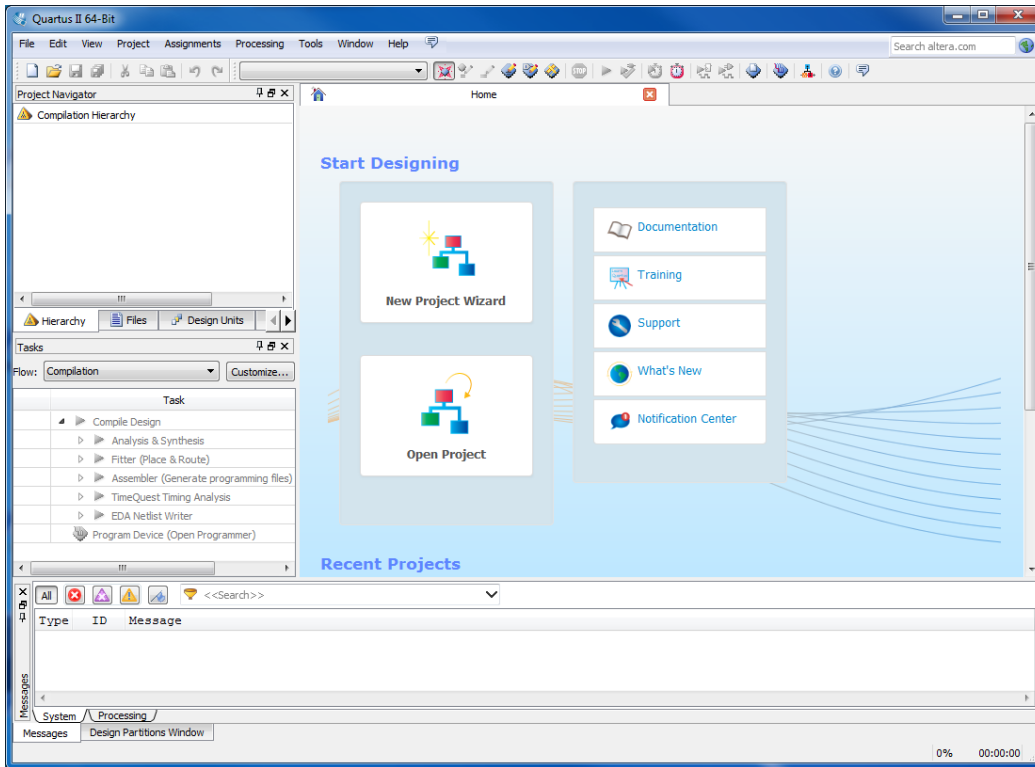 Quartus II 64-Bit
File Edit View Project Assignments Processing Tools Window Help
Search altera.com
Project Navigator
Compilation Hierarchy
Hierarchy Files Design Units
Tasks
Flow: Compilation Customize...
Task
Compile Design
Analysis & Synthesis
Fitter (Place & Route)
Assembler (Generate programming files)
TimeQuest Timing Analysis
EDA Netlist Writer
Program Device (Open Programmer)
Home
Start Designing
New Project Wizard
Open Project
Documentation
Training
Support
What's New
Notification Center
Recent Projects
All <<Search>>
Type ID Message
Messages
System Processing
Messages Design Partitions Window
0% 00:00:00